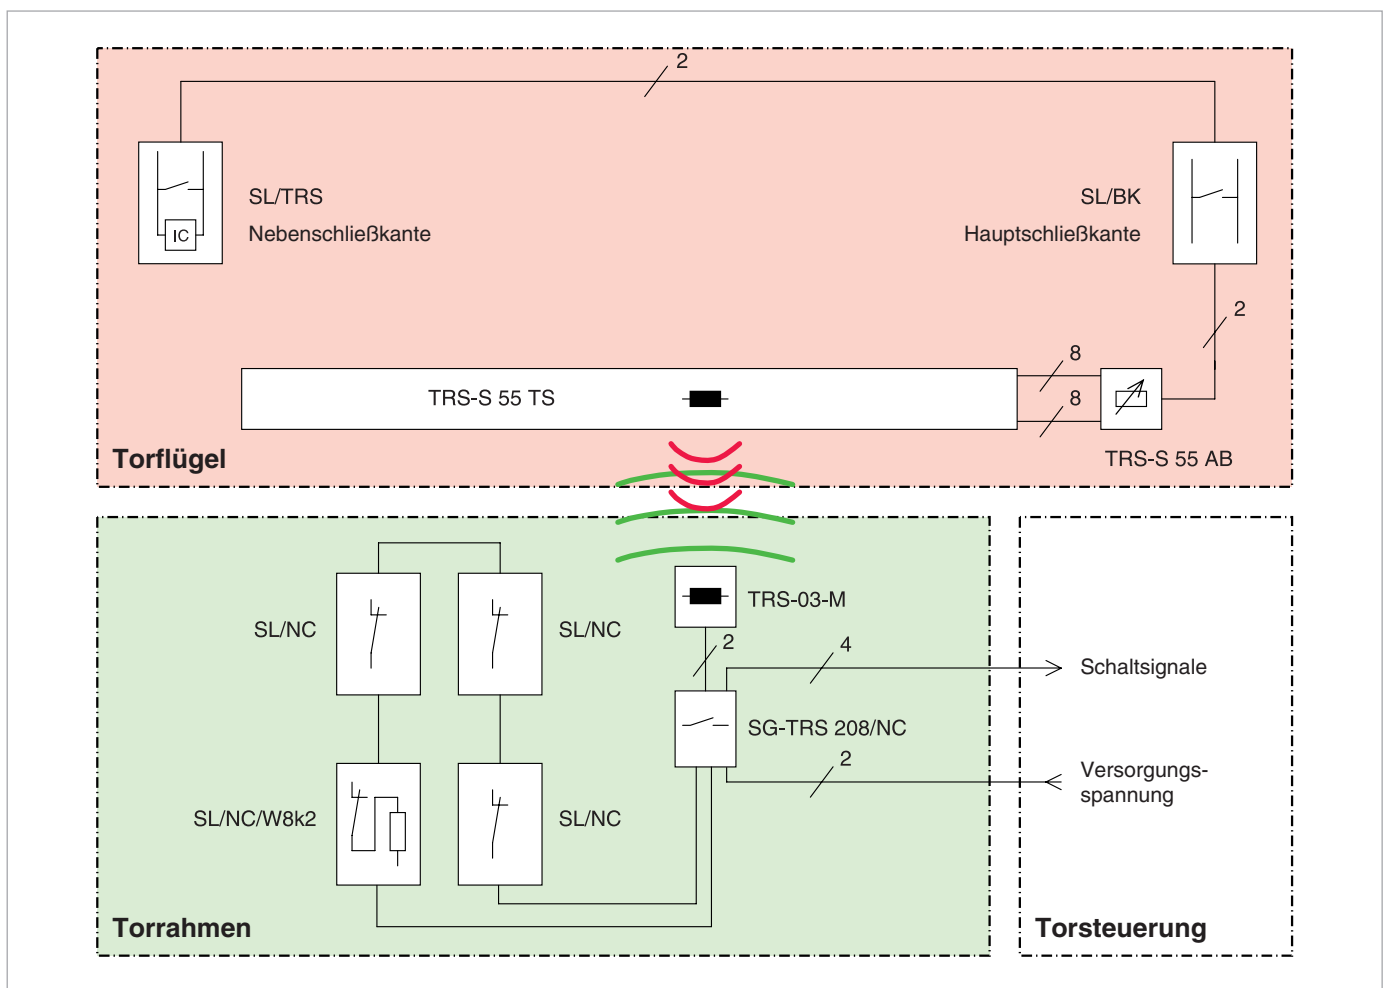 2
SL/TRS
Nebenschließkante
IC
SL/BK
Hauptschließkante
2
8
8
TRS-S 55 TS
TRS-S 55 AB
Torflügel
TRS-03-M
SL/NC
SL/NC
2
4
Schaltsignale
SG-TRS 208/NC
2
Versorgungs-
spannung
SL/NC/W8k2
SL/NC
Torrahmen
Torsteuerung